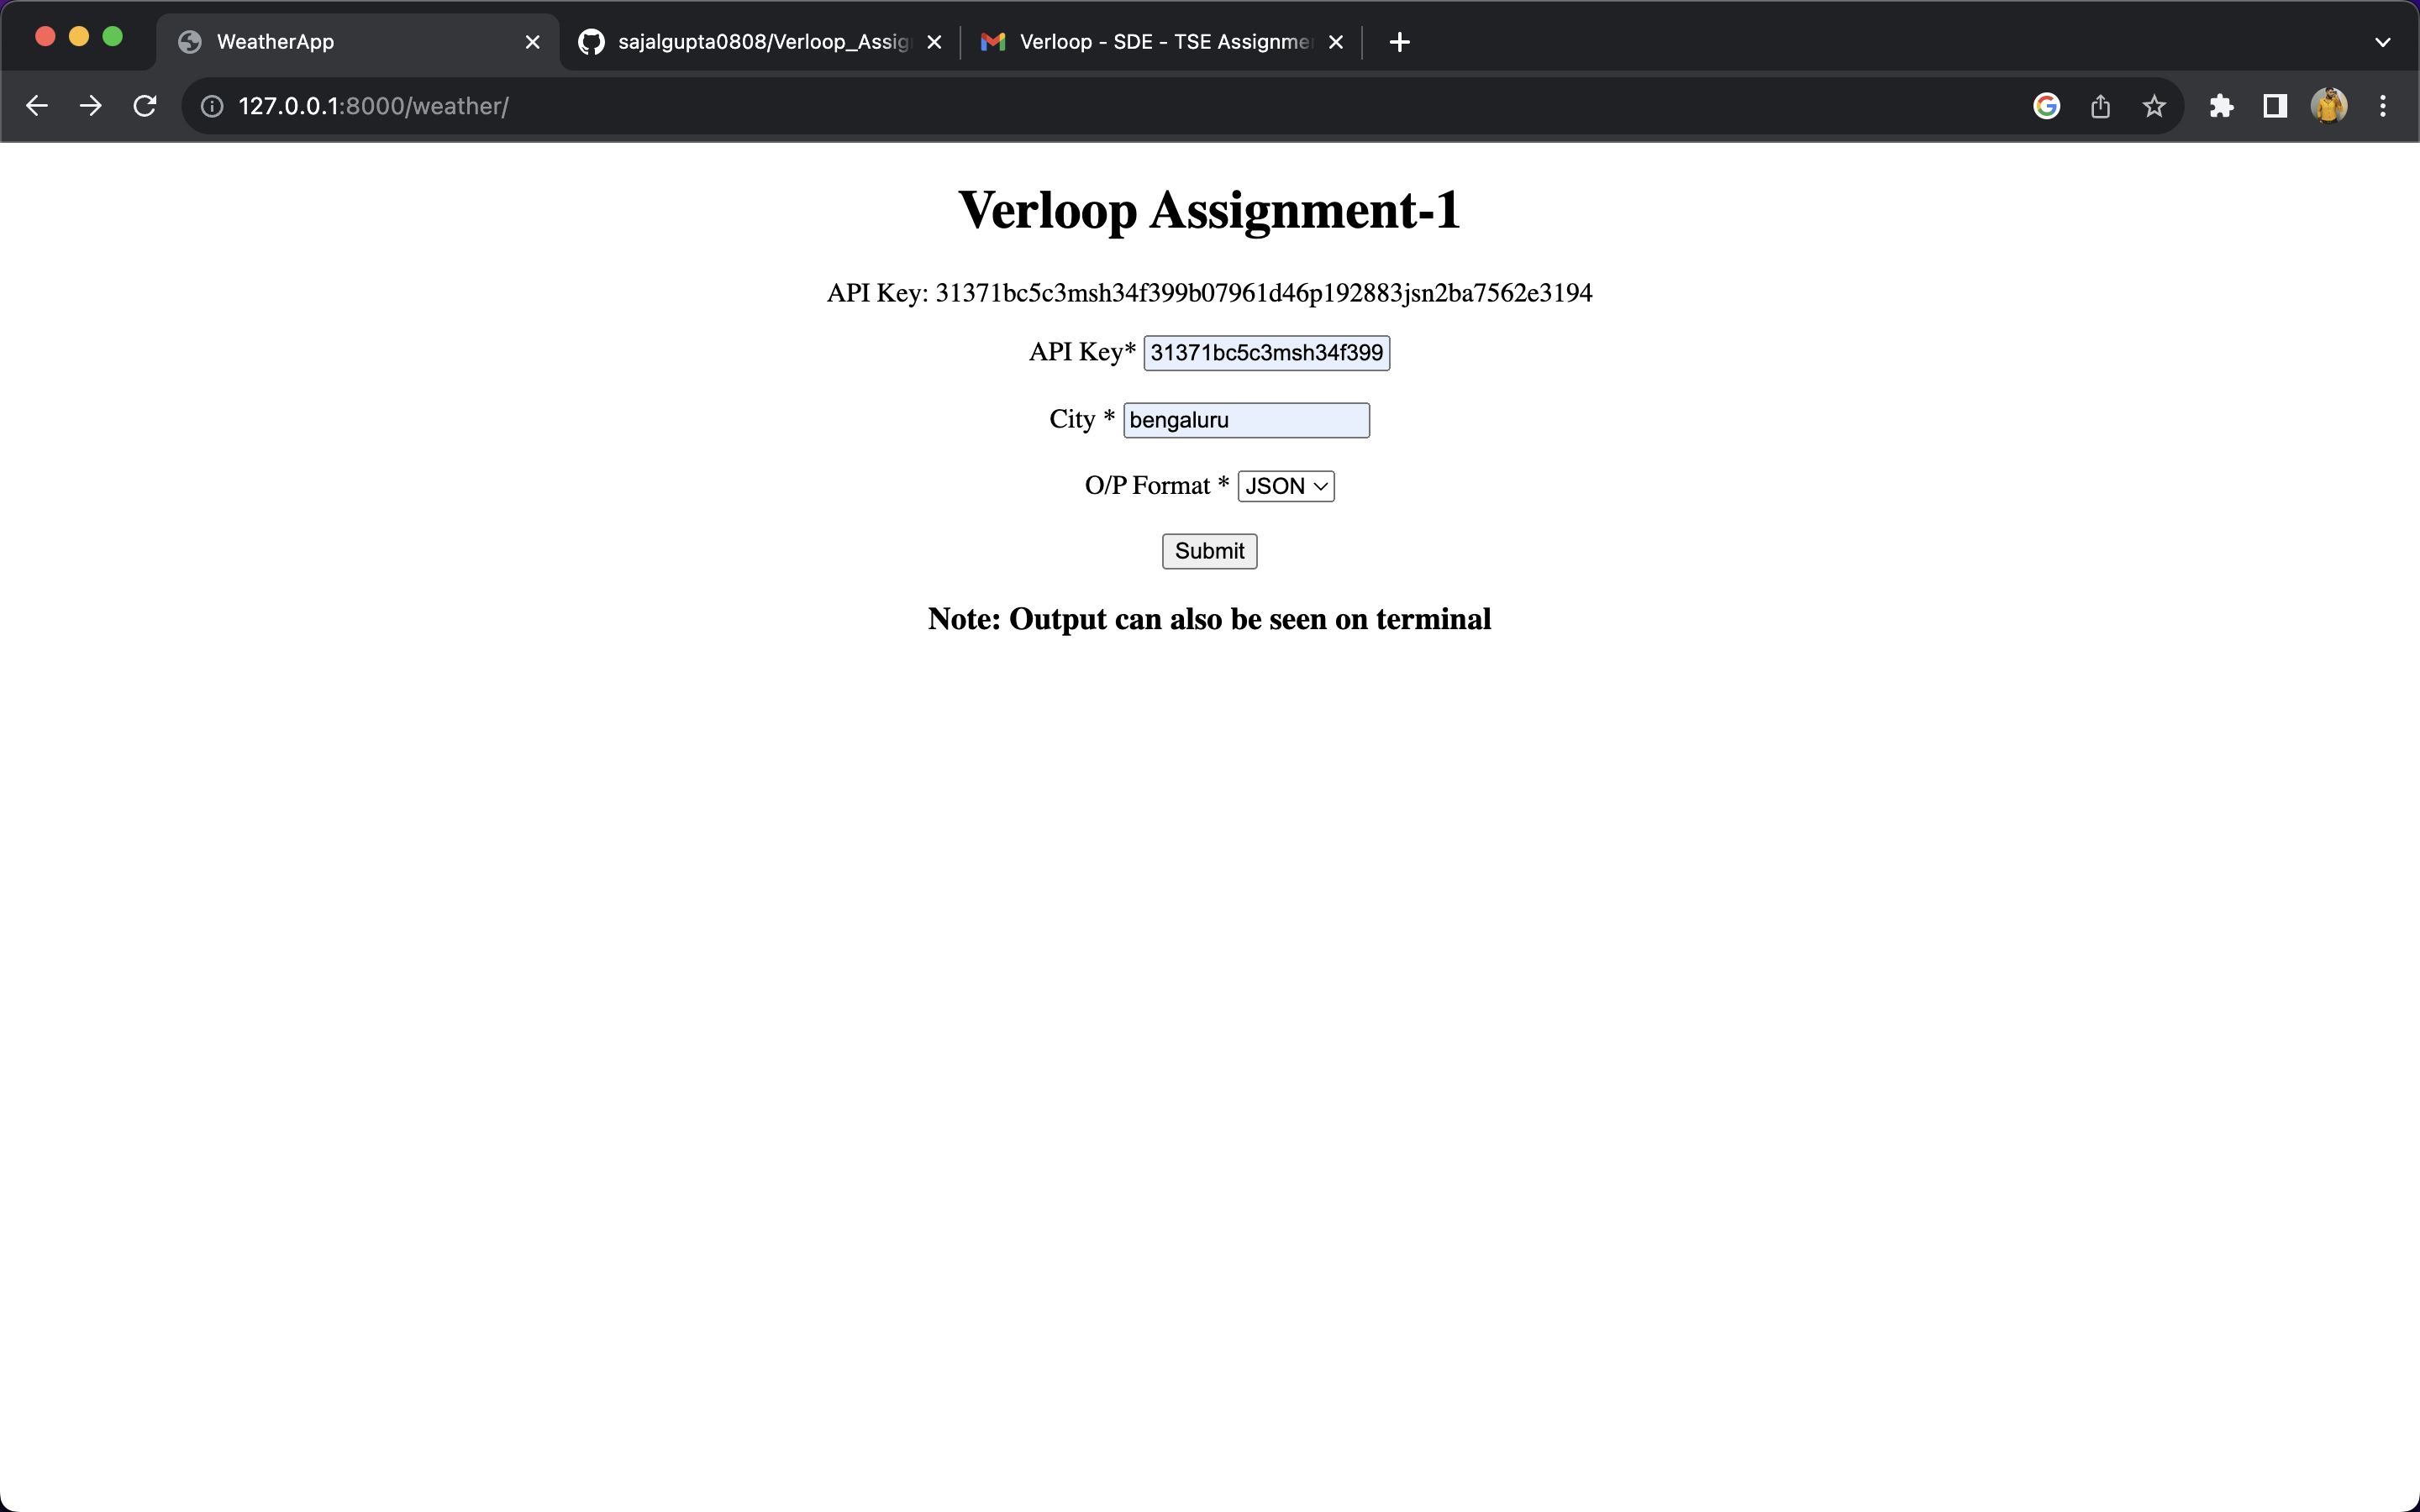 WeatherApp
sajalgupta0808/Verloop_Assig
Verloop - SDE - TSE Assignme
127.0.0.1:8000/weather/
Verloop Assignment-1
API Key: 31371bc5c3msh34f399b07961d46p192883jsn2ba7562e3194
API Key* 31371bc5c3msh34f399
City * bengaluru
O/P Format * JSON
Submit
Note: Output can also be seen on terminal